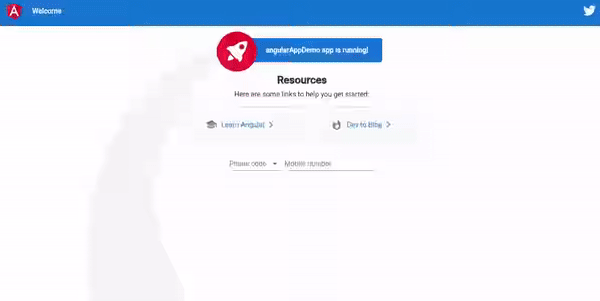 Welcome
angularAppDemo app is running!
Resources
Here are some links to help you get started:
Learn Angular
Dev to Blog
Phone code
Mobile number